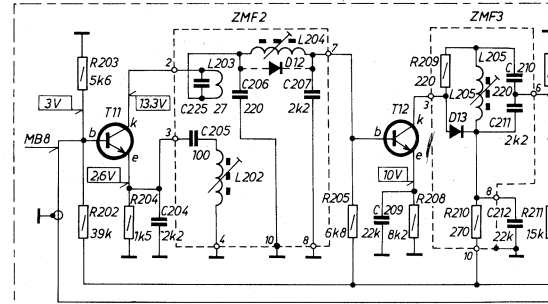 ZMF2
ZMF3
R203
5k6
T11
2
3V
13,3V
k
b
e
MB8
2,6V
R202
39k
R204
1k5
C204
2k2
3
L203
C225
27
C205
100
L202
4
L204
D12
C206
220
C207
2k2
7
10
8
T12
k
b
e
3
10V
R205
6k8
C209
22k
R208
8k2
R209
220
L205
L205
C210
220
6
D13
C211
2k2
8
R210
270
C212
22k
R211
15k
10